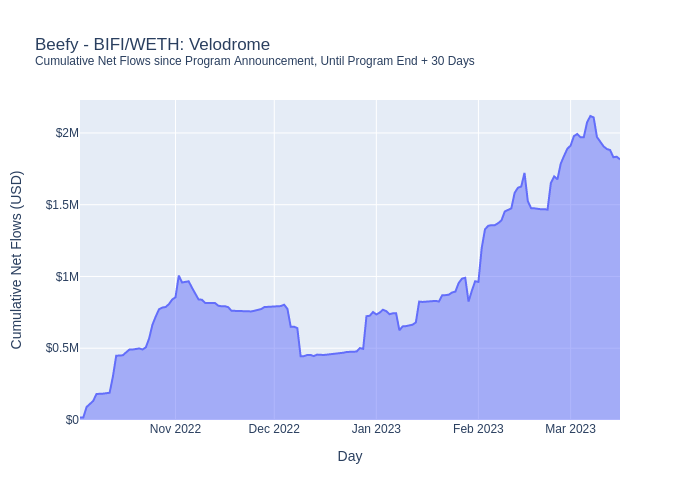 Beefy - BIFI/WETH: Velodrome
Cumulative Net Flows since Program Announcement, Until Program End + 30 Days
Cumulative Net Flows (USD)
$2M
$1.5M
$1M
$0.5M
$0
Nov 2022
Dec 2022
Jan 2023
Feb 2023
Mar 2023
Day